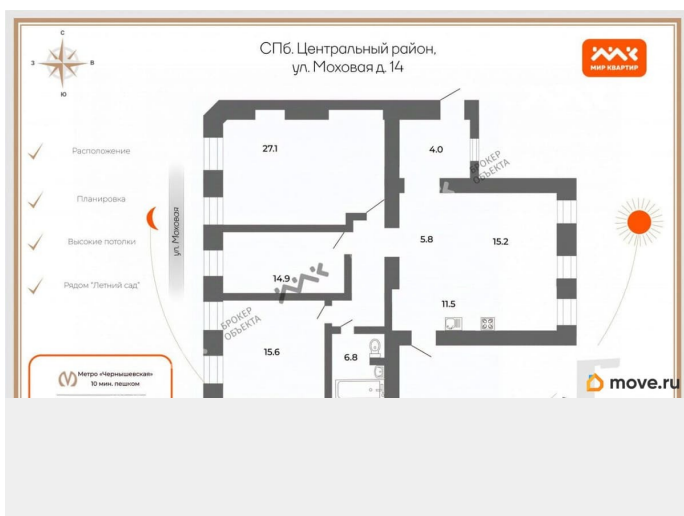 С
З
В
Ю
СПб. Центральный район,
ул. Моховая д. 14
МИР КВАРТИР
Расположение
Планировка
Высокие потолки
Рядом "Летний сад"
ул. Моховая
27.1
4.0
БРОКЕР
ОБЪЕКТА
5.8
15.2
14.9
11.5
БРОКЕР
ОБЪЕКТА
15.6
6.8
Метро «Чернышевская»
10 мин. пешком
move.ru